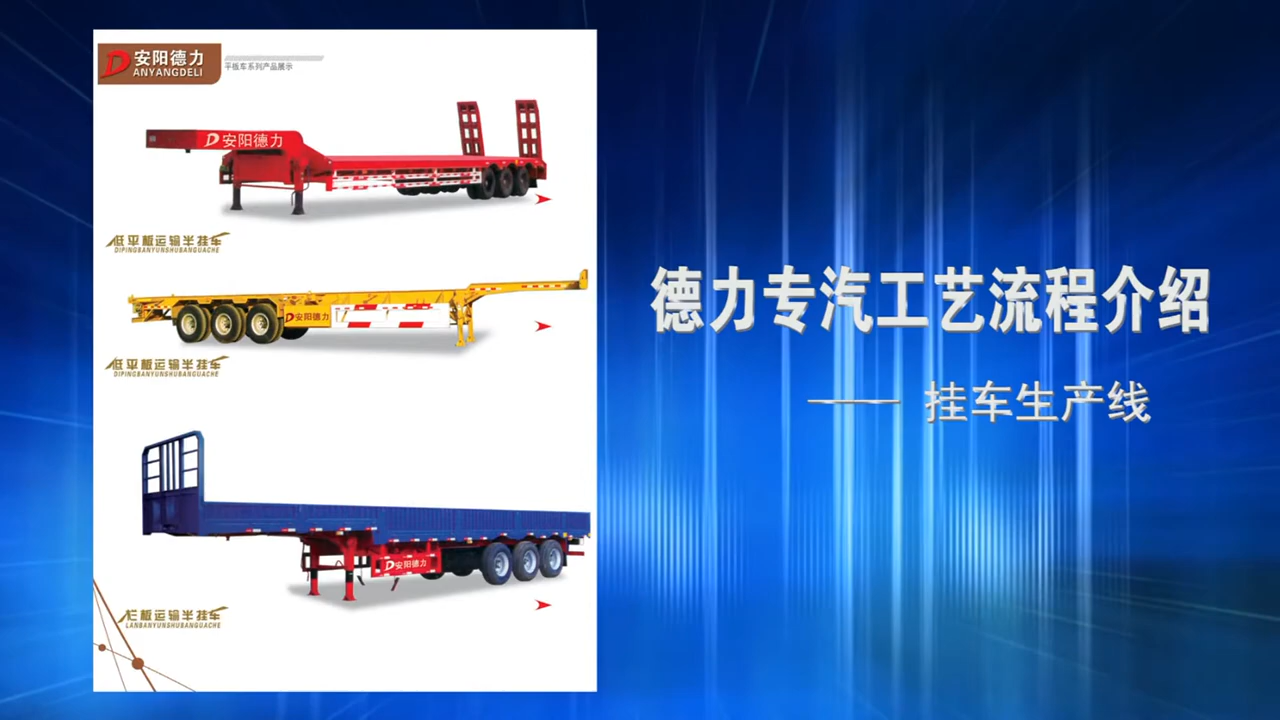 安阳德力
ANYANGDELI
平板车系列产品展示
安阳德力
低平板运输半挂车
DIPINGBANYUNSHUBANGUACHE
安阳德力
低平板运输半挂车
DIPINGBANYUNSHUBANGUACHE
安阳德力
栏板运输半挂车
LANBANYUNSHUBANGUACHE
德力专汽工艺流程介绍
—— 挂车生产线